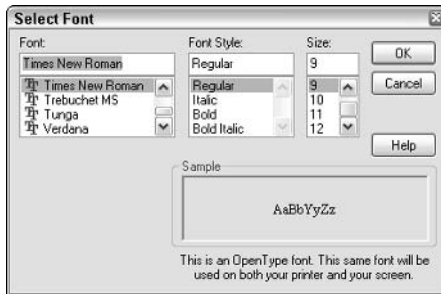 Select Font
Font:
Font Style:
Size:
Times New Roman
Regular
9
OK
Times New Roman
Regular
9
Cancel
Trebuchet MS
Italic
10
Tunga
Bold
11
Verdana
Bold Italic
12
Help
Sample
AaBbYyZz
This is an OpenType font. This same font will be
used on both your printer and your screen.